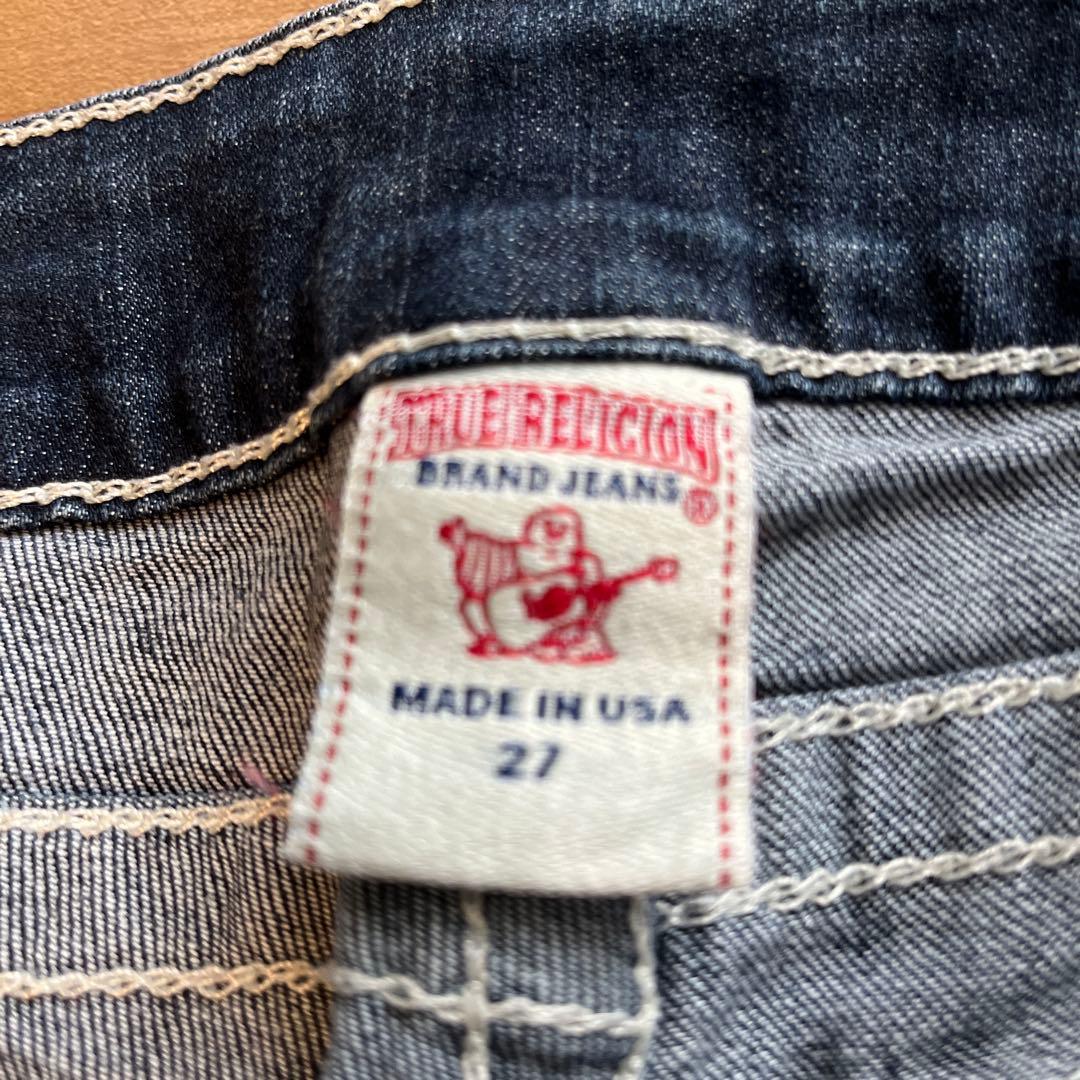 TRUE RELIGION
BRAND JEANS
®
MADE IN USA
27